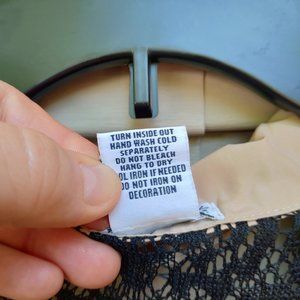 TURN INSIDE OUT
HAND WASH COLD
SEPARATELY
DO NOT BLEACH
HANG TO DRY
OL IRON IF NEEDED
DO NOT IRON ON
DECORATION